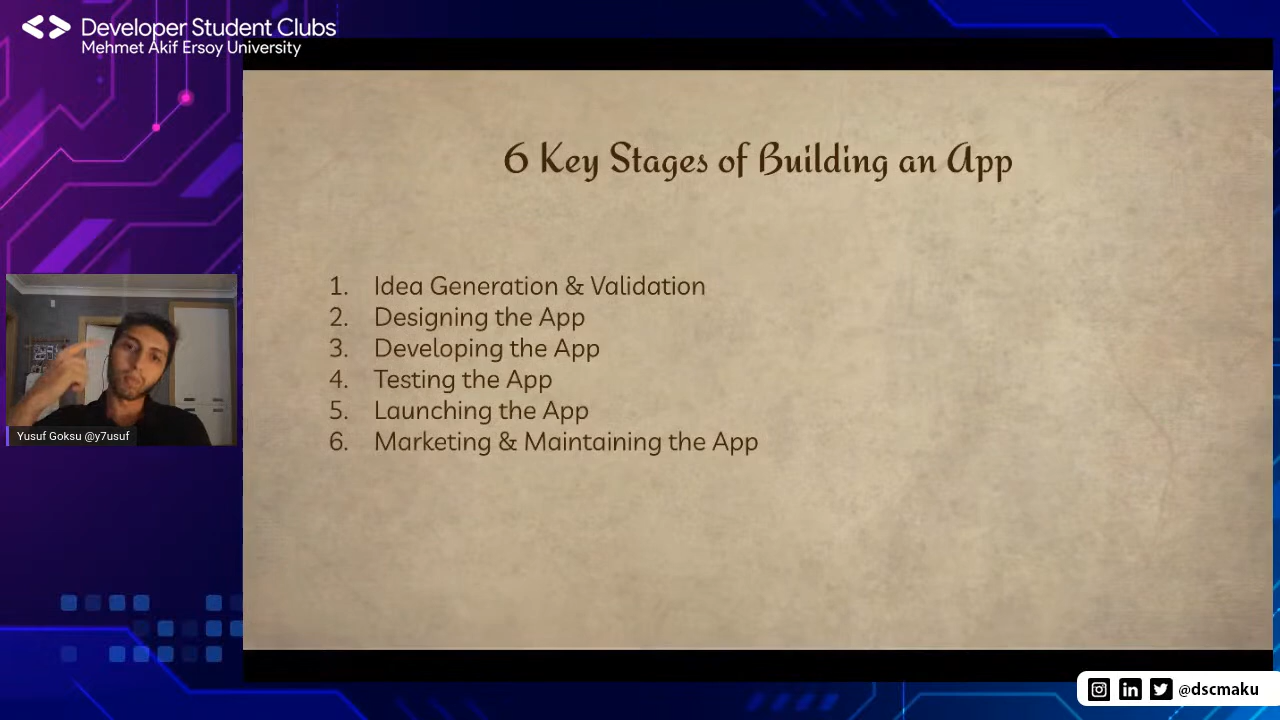 Developer Student Clubs
Mehmet Akif Ersoy University
6 Key Stages of Building an App
1. Idea Generation & Validation
2. Designing the App
3. Developing the App
4. Testing the App
5. Launching the App
6. Marketing & Maintaining the App
Yusuf Goksu @y7usuf
@dscmaku